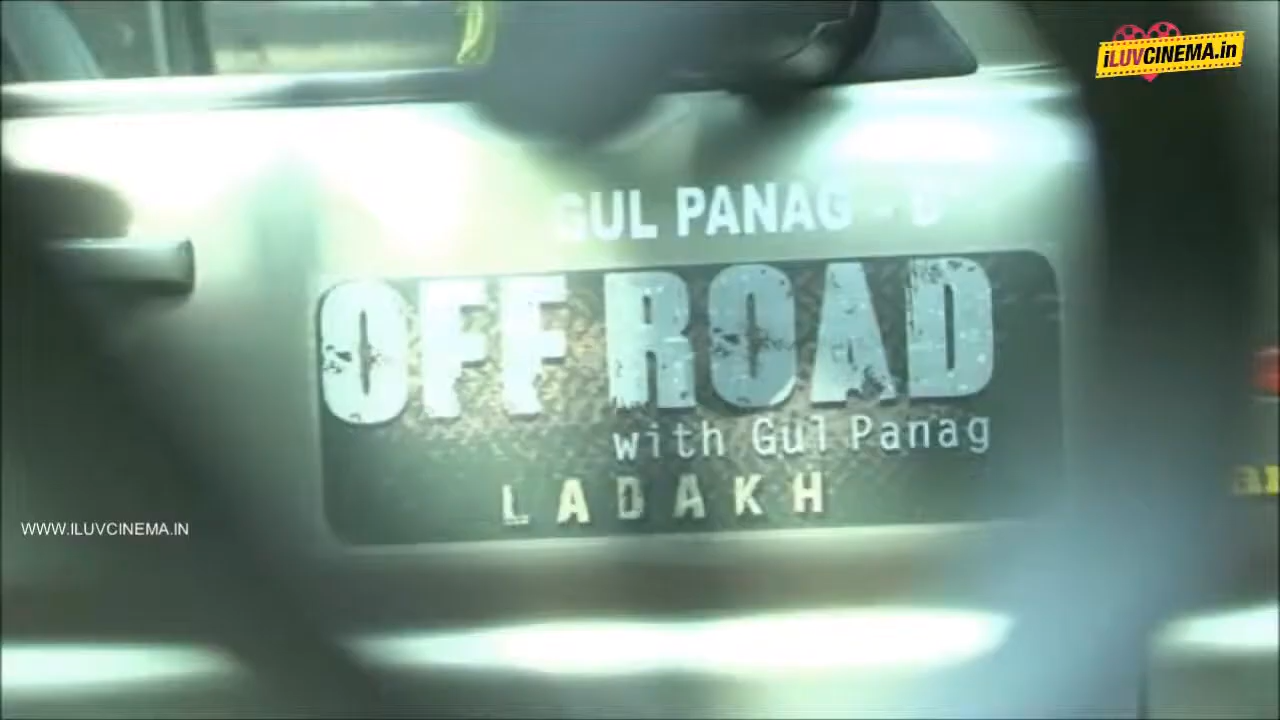 iLUVCINEMA.in
GUL PANAG -
OFF ROAD
with Gul Panag
LADAKH
WWW.ILUVCINEMA.IN